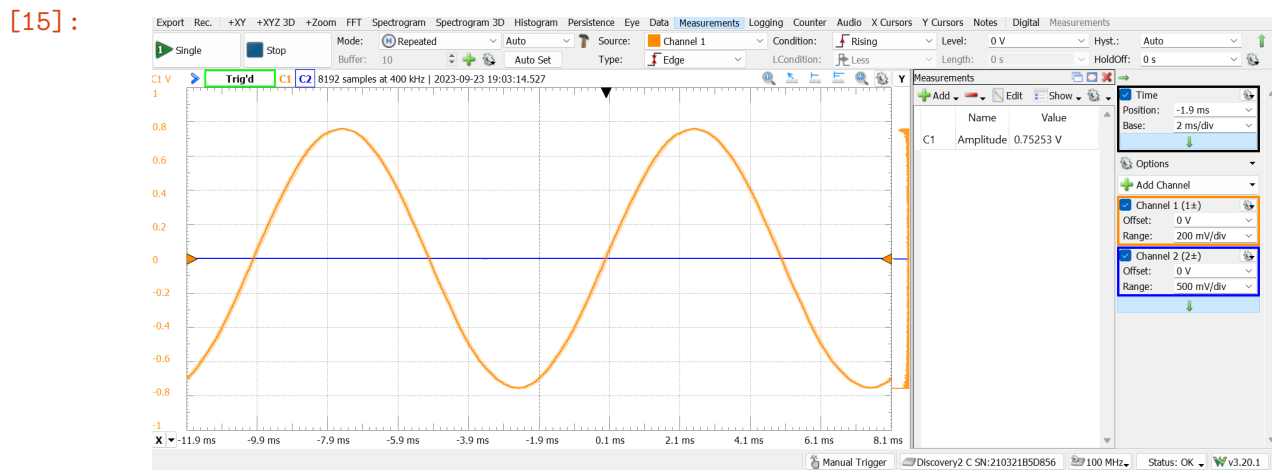 [15]:
Export Rec. +XY +XYZ 3D +Zoom FFT Spectrogram Spectrogram 3D Histogram Persistence Eye Data Measurements Logging Counter Audio X Cursors Y Cursors Notes Digital Measurements
Single Stop Mode: Repeated Auto Source: Channel 1 Condition: Rising Level: 0 V Hyst.: Auto
Buffer: 10 Auto Set Type: Edge LCondition: Less Length: 0 s HoldOff: 0 s
C1 V Trig'd C1 C2 8192 samples at 400 kHz | 2023-09-23 19:03:14.527 Y
1
0.8
0.6
0.4
0.2
0
-0.2
-0.4
-0.6
-0.8
-1
X -11.9 ms -9.9 ms -7.9 ms -5.9 ms -3.9 ms -1.9 ms 0.1 ms 2.1 ms 4.1 ms 6.1 ms 8.1 ms
Measurements
Add Edit Show
Name Value
C1 Amplitude 0.75253 V
Time
Position: -1.9 ms
Base: 2 ms/div
Options
Add Channel
Channel 1 (1±)
Offset: 0 V
Range: 200 mV/div
Channel 2 (2±)
Offset: 0 V
Range: 500 mV/div
Manual Trigger Discovery2 C SN:210321B5D856 100 MHz Status: OK v3.20.1